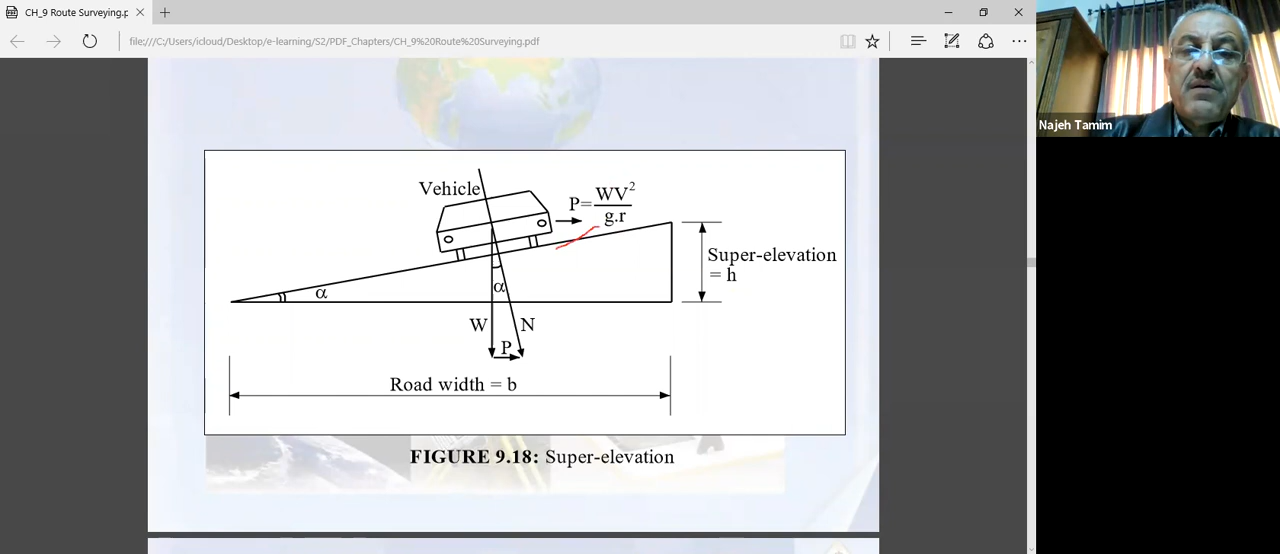 CH_9 Route Surveying.p
file:///C:/Users/icloud/Desktop/e-learning/S2/PDF_Chapters/CH_9%20Route%20Surveying.pdf
Najeh Tamim
Vehicle
P=WV²/g.r
Super-elevation
= h
α
α
W
N
P
Road width = b
FIGURE 9.18: Super-elevation